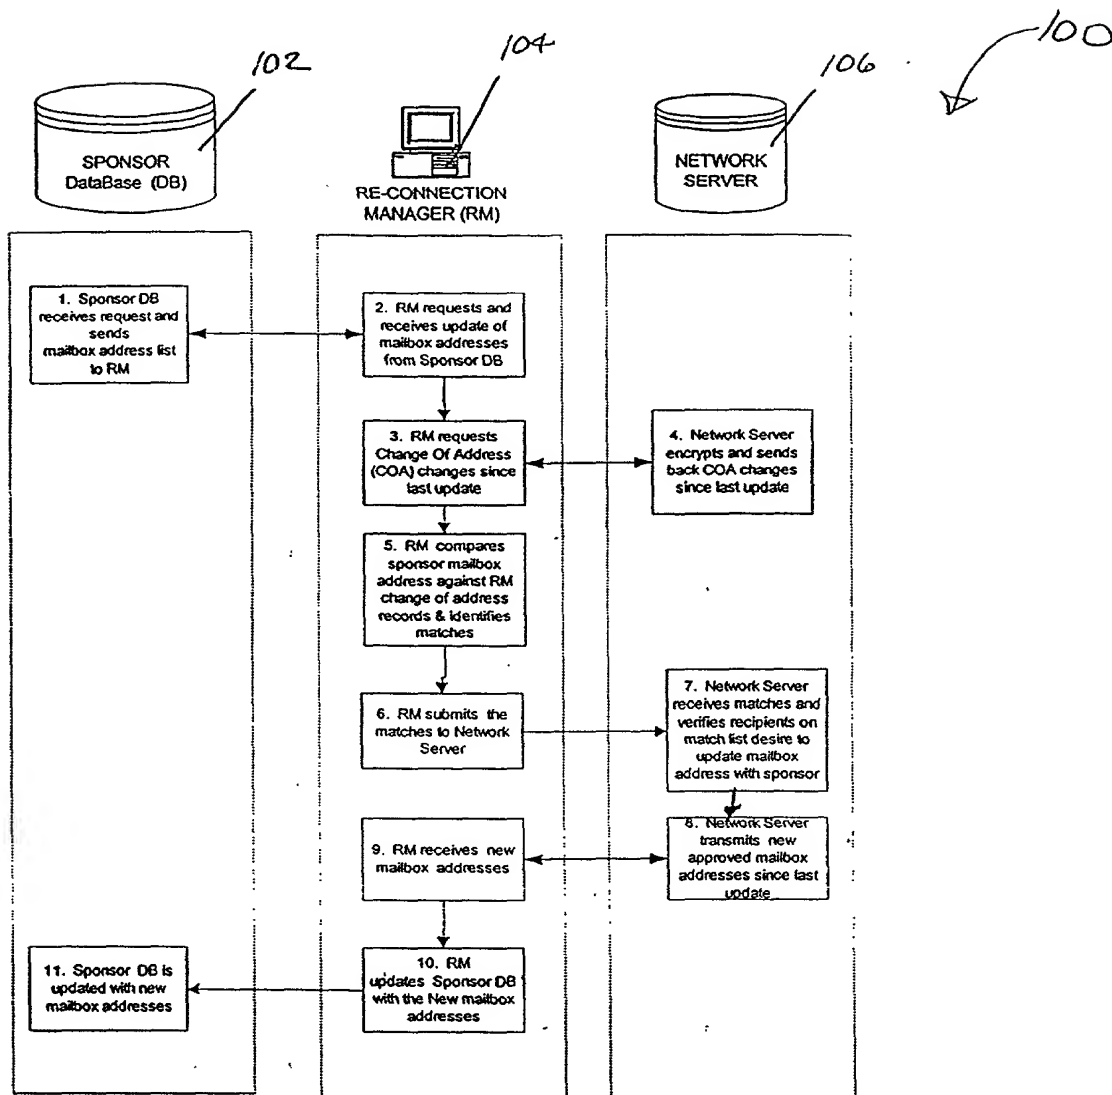 100
102
104
106
SPONSOR
DataBase (DB)
RE-CONNECTION
MANAGER (RM)
NETWORK
SERVER
1. Sponsor DB
receives request and
sends
mailbox address list
to RM
2. RM requests and
receives update of
mailbox addresses
from Sponsor DB
3. RM requests
Change Of Address
(COA) changes since
last update
4. Network Server
encrypts and sends
back COA changes
since last update
5. RM compares
sponsor mailbox
address against RM
change of address
records & identifies
matches
6. RM submits the
matches to Network
Server
7. Network Server
receives matches and
verifies recipients on
match list desire to
update mailbox
address with sponsor
8. Network Server
transmits new
approved mailbox
addresses since last
update
9. RM receives new
mailbox addresses
10. RM
updates Sponsor DB
with the New mailbox
addresses
11. Sponsor DB is
updated with new
mailbox addresses